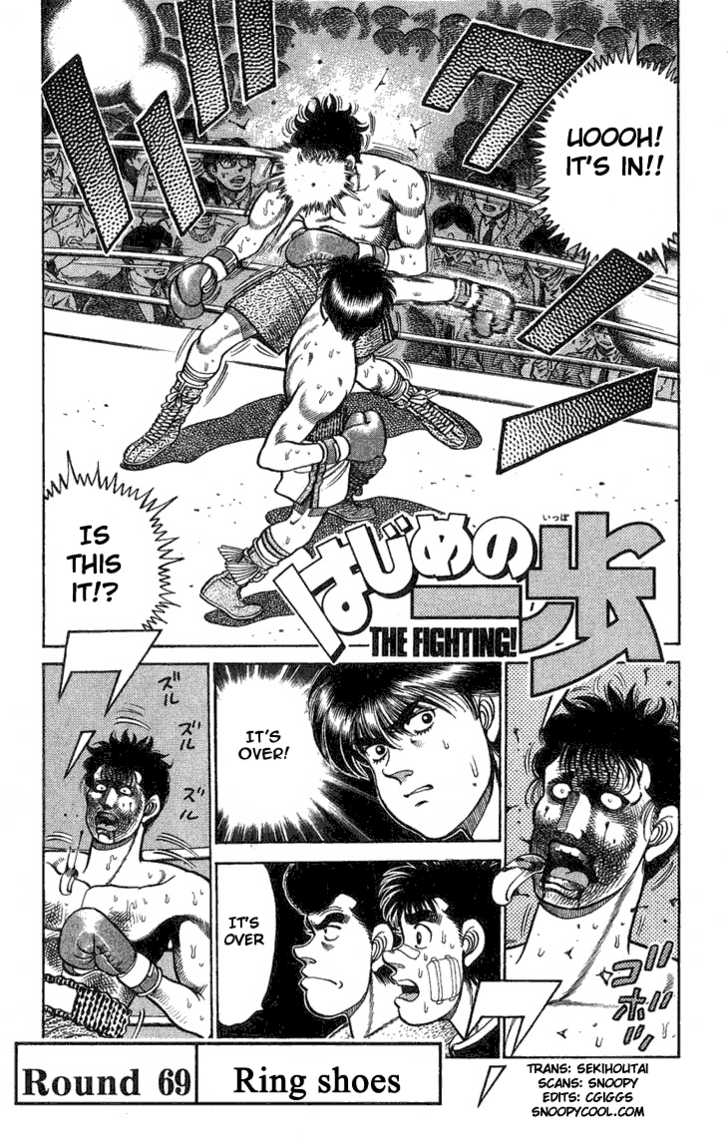 UOOOH!
IT'S IN!!
IS
THIS
IT!?
いっぽ
はじめの一歩
THE FIGHTING!
ズル
ズル
ズル
IT'S
OVER!
IT'S
OVER
ゴボッ
Round 69
Ring shoes
TRANS: SEKIHOUTAI
SCANS: SNOOPY
EDITS: CGIGGS
SNOOPYCOOL.COM